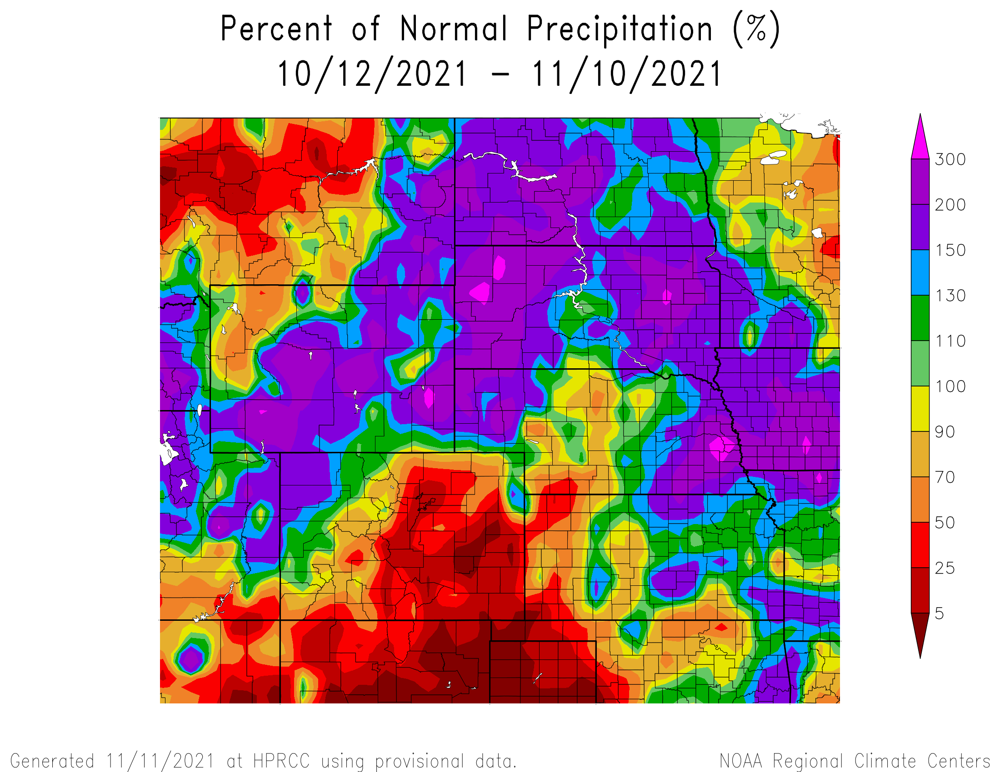 Percent of Normal Precipitation (%)
10/12/2021 – 11/10/2021
300
200
150
130
110
100
90
70
50
25
5
Generated 11/11/2021 at HPRCC using provisional data.
NOAA Regional Climate Centers